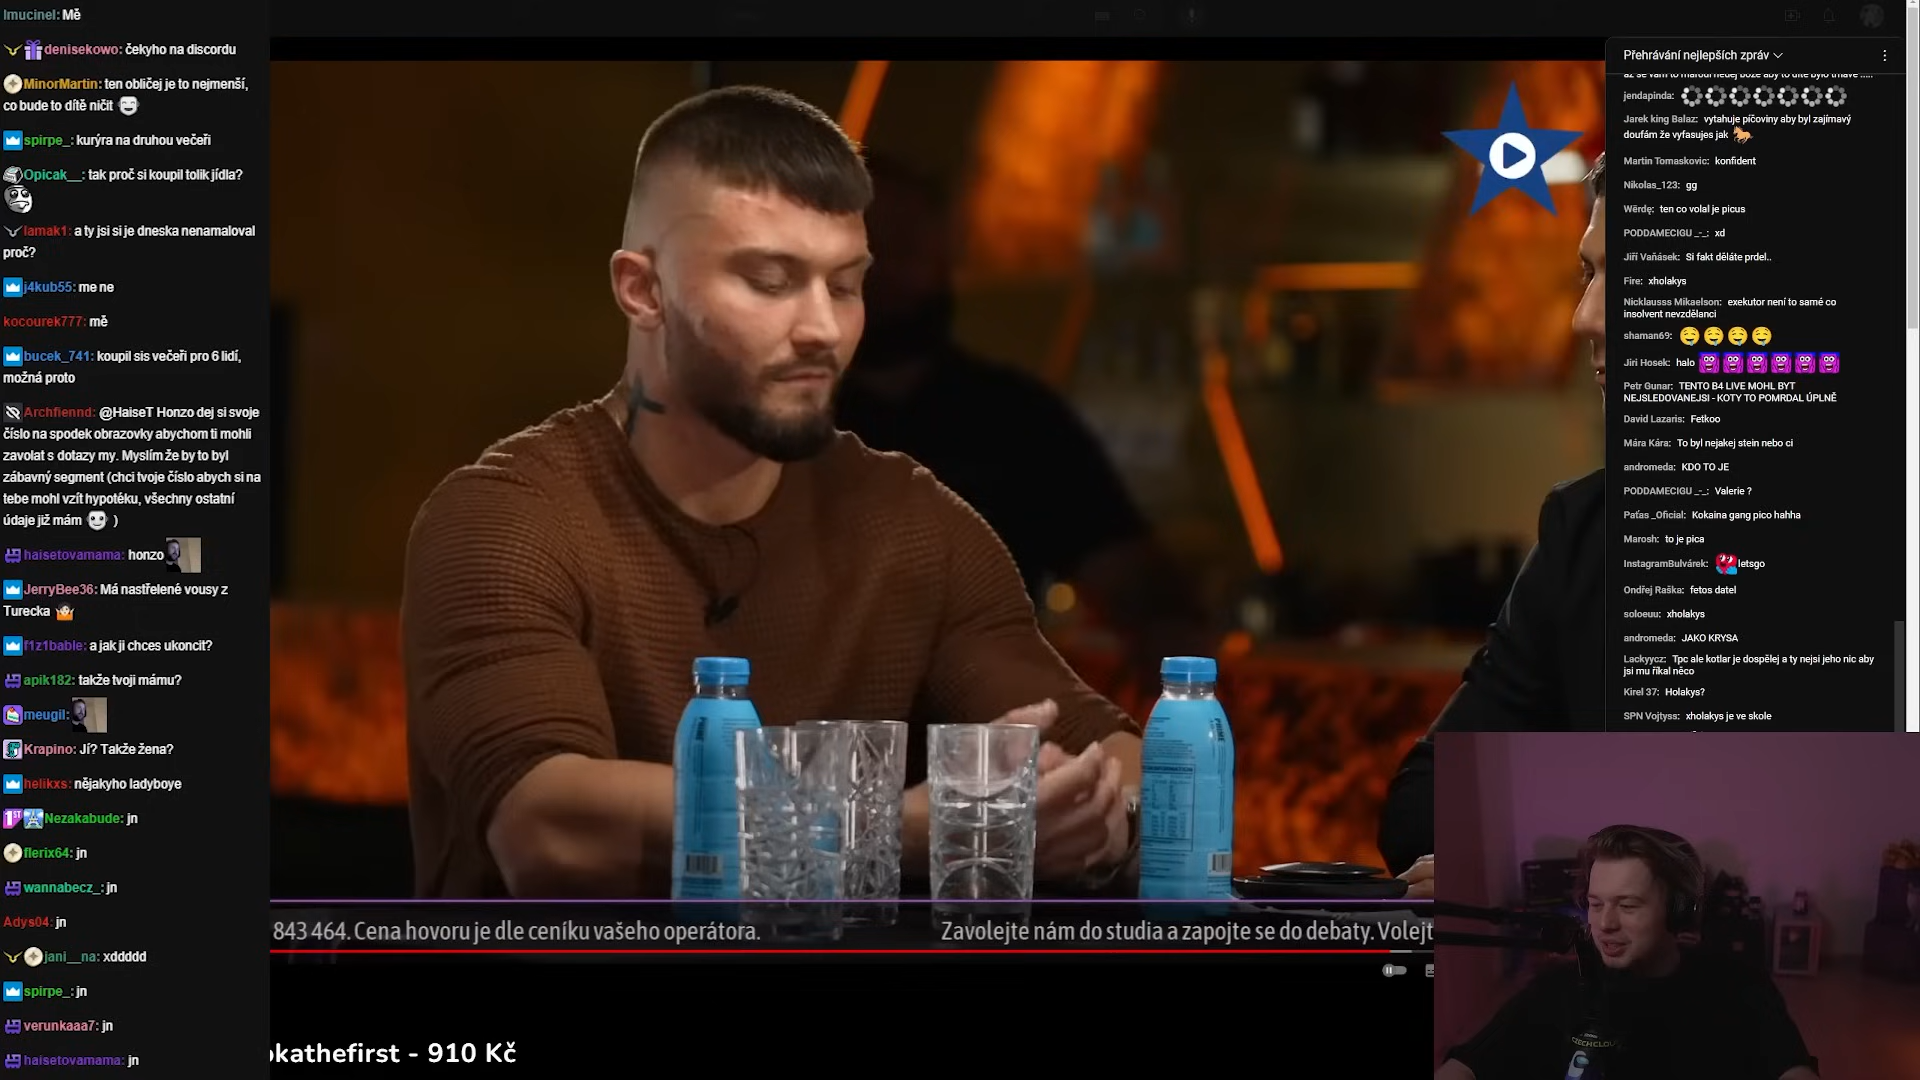 Imucinel: Mě
denisekowo: čekyho na discordu
MinorMartin: ten obličej je to nejmenší,
co bude to dítě ničit
spirpe_: kurýra na druhou večeři
Opicak__: tak proč si koupil tolik jídla?
lamak1: a ty jsi si je dneska nenamaloval
proč?
j4kub55: me ne
kocourek777: mě
bucek_741: koupil sis večeři pro 6 lidí,
možná proto
Archfiennd: @HaiseT Honzo dej si svoje
číslo na spodek obrazovky abychom ti mohli
zavolat s dotazy my. Myslím že by to byl
zábavný segment (chci tvoje číslo abych si na
tebe mohl vzít hypotéku, všechny ostatní
údaje již mám )
haisetovamama: honzo
JerryBee36: Má nastřelené vousy z
Turecka
f1z1bable: a jak ji chces ukoncit?
apik182: takže tvoji mámu?
meugil:
Krapino: Jí? Takže žena?
helikxs: nějakyho ladyboye
1ST Nezakabude: jn
flerix64: jn
wannabecz_: jn
Adys04: jn
jani__na: xddddd
spirpe_: jn
verunkaaa7: jn
haisetovamama: jn
PRIME
843 464. Cena hovoru je dle ceníku vašeho operátora.
Zavolejte nám do studia a zapojte se do debaty. Volejt
okathefirst - 910 Kč
Přehrávání nejlepších zpráv
jendapinda:
Jarek king Balaz: vytahuje píčoviny aby byl zajímavý
doufám že vyfasujes jak
Martin Tomaskovic: konfident
Nikolas_123: gg
Wērdę: ten co volal je picus
PODDAMECIGU _-_: xd
Jiří Vaňásek: Si fakt děláte prdel..
Fire: xholakys
Nicklausss Mikaelson: exekutor není to samé co
insolvent nevzdělanci
shaman69:
Jiri Hosek: halo
Petr Gunar: TENTO B4 LIVE MOHL BYT
NEJSLEDOVANEJSI - KOTY TO POMRDAL ÚPLNĚ
David Lazaris: Fetkoo
Mára Kára: To byl nejakej stein nebo ci
andromeda: KDO TO JE
PODDAMECIGU _-_: Valerie ?
Paťas _Oficial: Kokaina gang pico hahha
Marosh: to je pica
InstagramBulvárek: letsgo
Ondřej Raška: fetos datel
soloeuu: xholakys
andromeda: JAKO KRYSA
Lackyycz: Tpc ale kotlar je dospělej a ty nejsi jeho nic aby
jsi mu říkal něco
Kirel 37: Holakys?
SPN Vojtyss: xholakys je ve skole